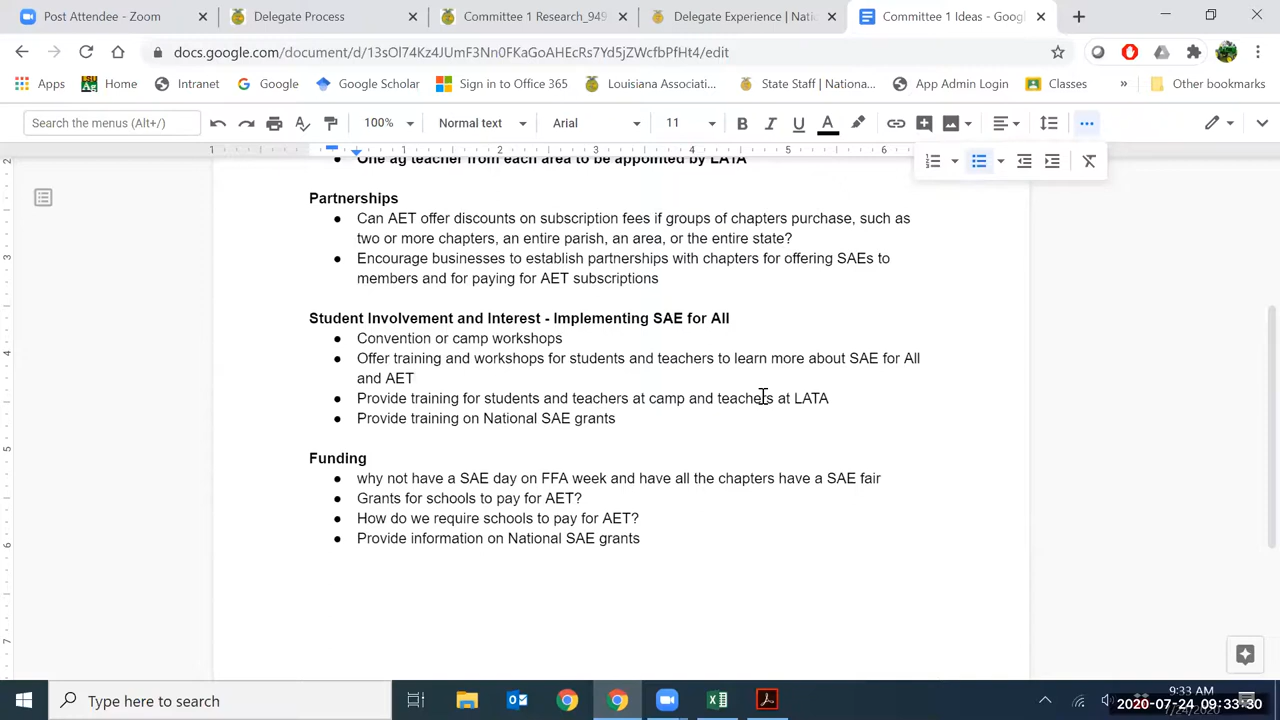 Post Attendee - Zoom
Delegate Process
Committee 1 Research_949
Delegate Experience | Natio
Committee 1 Ideas - Goog
docs.google.com/document/d/13sOl74Kz4JUmF3Nn0FKaGoAHEcRs7Yd5jZWcfbPfHt4/edit
Apps
Home
Intranet
Google
Google Scholar
Sign in to Office 365
Louisiana Associati...
State Staff | Nationa...
App Admin Login
Classes
»
Other bookmarks
Search the menus (Alt+/)
100%
Normal text
Arial
11
One ag teacher from each area to be appointed by LATA
Partnerships
● Can AET offer discounts on subscription fees if groups of chapters purchase, such as
two or more chapters, an entire parish, an area, or the entire state?
● Encourage businesses to establish partnerships with chapters for offering SAEs to
members and for paying for AET subscriptions
Student Involvement and Interest - Implementing SAE for All
● Convention or camp workshops
● Offer training and workshops for students and teachers to learn more about SAE for All
and AET
● Provide training for students and teachers at camp and teachers at LATA
● Provide training on National SAE grants
Funding
● why not have a SAE day on FFA week and have all the chapters have a SAE fair
● Grants for schools to pay for AET?
● How do we require schools to pay for AET?
● Provide information on National SAE grants
Type here to search
9:33 AM
2020-07-24 09:33:30